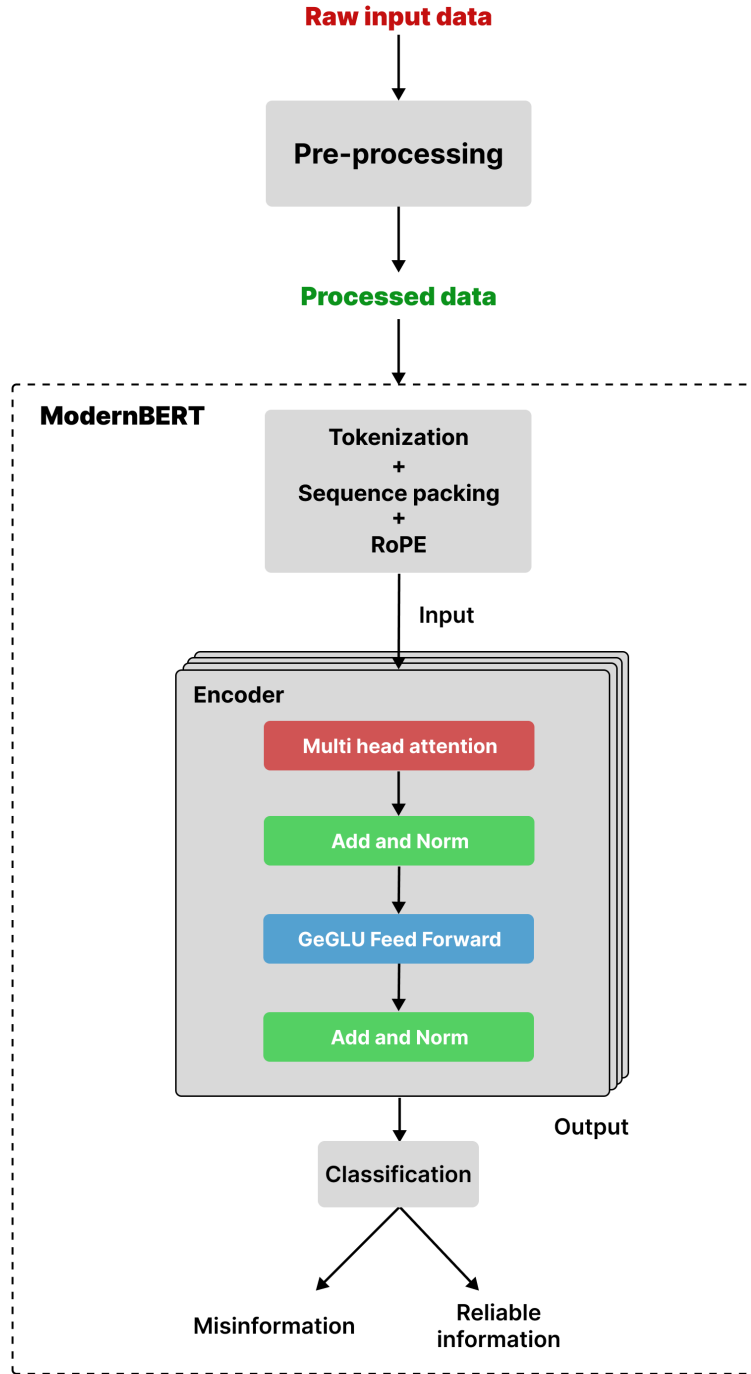 Raw input data
Pre-processing
Processed data
ModernBERT
Tokenization
+
Sequence packing
+
RoPE
Input
Encoder
Multi head attention
Add and Norm
GeGLU Feed Forward
Add and Norm
Output
Classification
Misinformation
Reliable
information